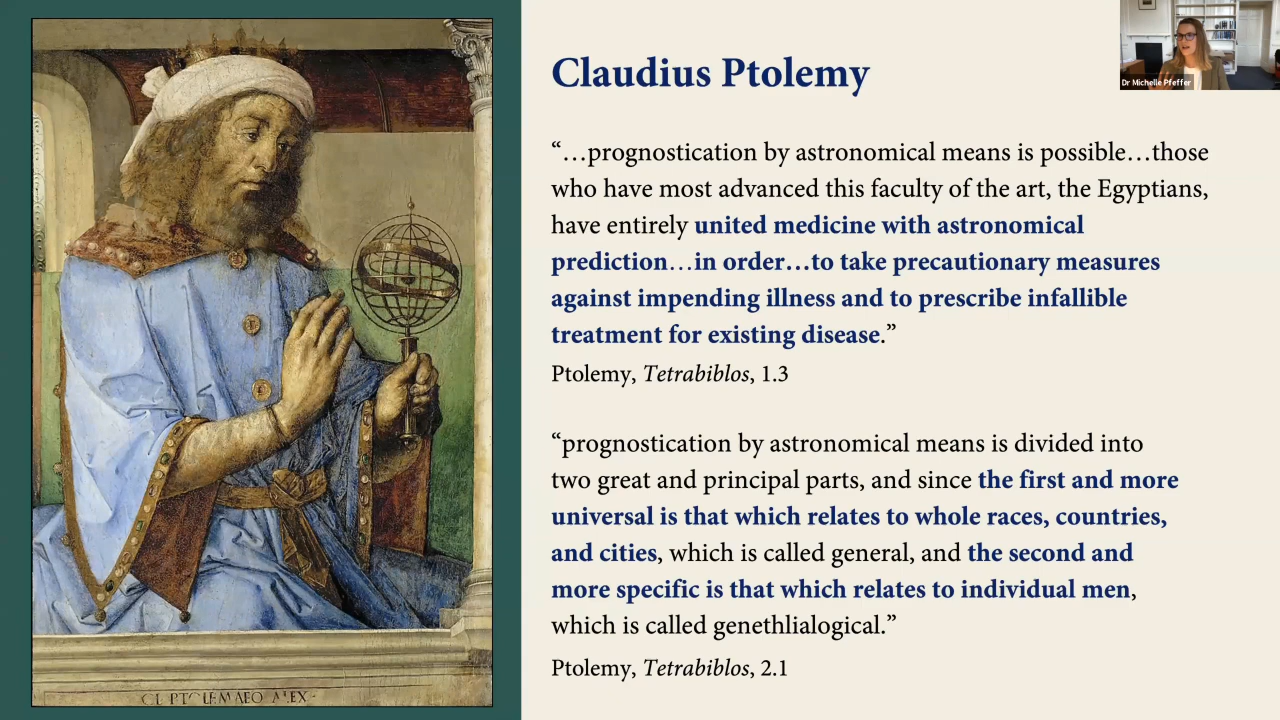 Claudius Ptolemy
Dr Michelle Pfeffer
“…prognostication by astronomical means is possible…those
who have most advanced this faculty of the art, the Egyptians,
have entirely united medicine with astronomical
prediction…in order…to take precautionary measures
against impending illness and to prescribe infallible
treatment for existing disease.”
Ptolemy, Tetrabiblos, 1.3
“prognostication by astronomical means is divided into
two great and principal parts, and since the first and more
universal is that which relates to whole races, countries,
and cities, which is called general, and the second and
more specific is that which relates to individual men,
which is called genethlialogical.”
Ptolemy, Tetrabiblos, 2.1
CL PTOLEMAEO ALEX